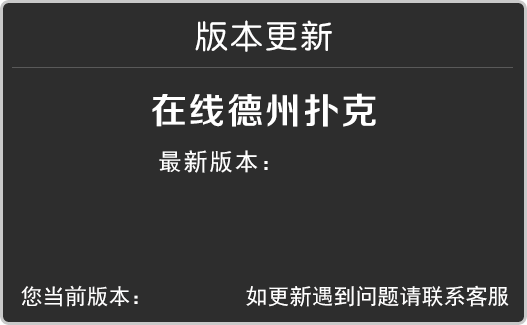 版本更新
在线德州扑克
最新版本：
您当前版本：
如更新遇到问题请联系客服